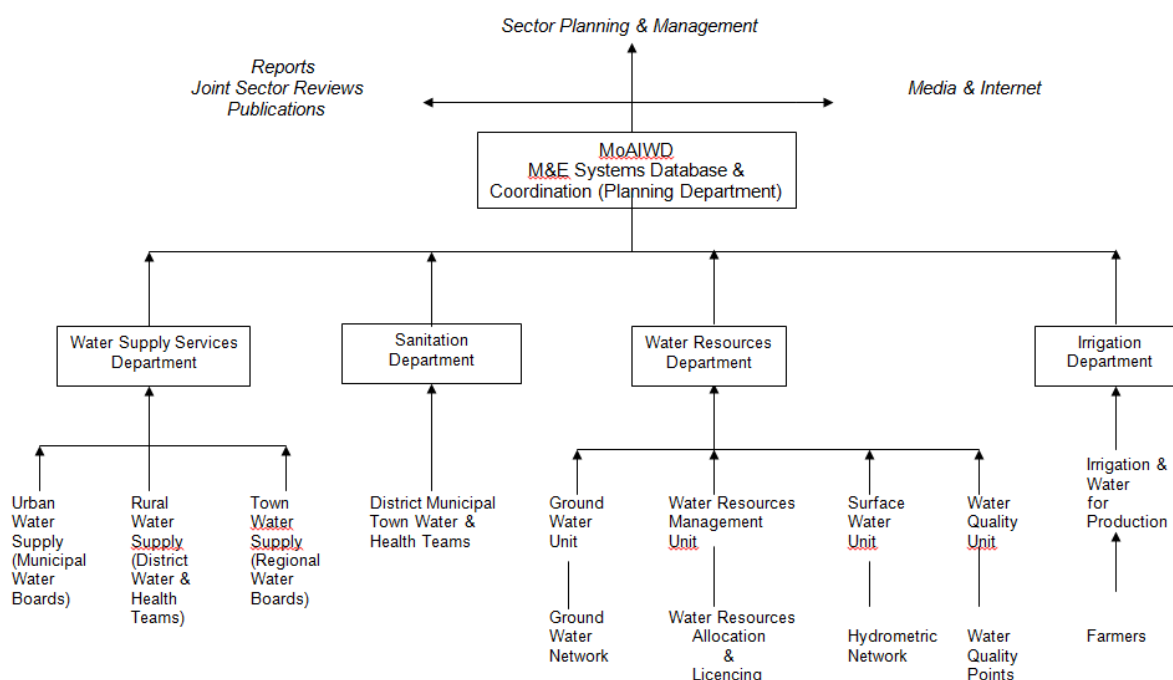 Sector Planning & Management
Reports
Joint Sector Reviews
Publications
Media & Internet
MoAIWD
M&E Systems Database &
Coordination (Planning Department)
Water Supply Services
Department
Sanitation
Department
Water Resources
Department
Irrigation
Department
Urban
Water
Supply
(Municipal
Water
Boards)
Rural
Water
Supply
(District
Water &
Health
Teams)
Town
Water
Supply
(Regional
Water
Boards)
District Municipal
Town Water &
Health Teams
Ground
Water
Unit
Water Resources
Management
Unit
Surface
Water
Unit
Water
Quality
Unit
Irrigation &
Water
for
Production
Ground
Water
Network
Water Resources
Allocation
&
Licencing
Hydrometric
Network
Water
Quality
Points
Farmers